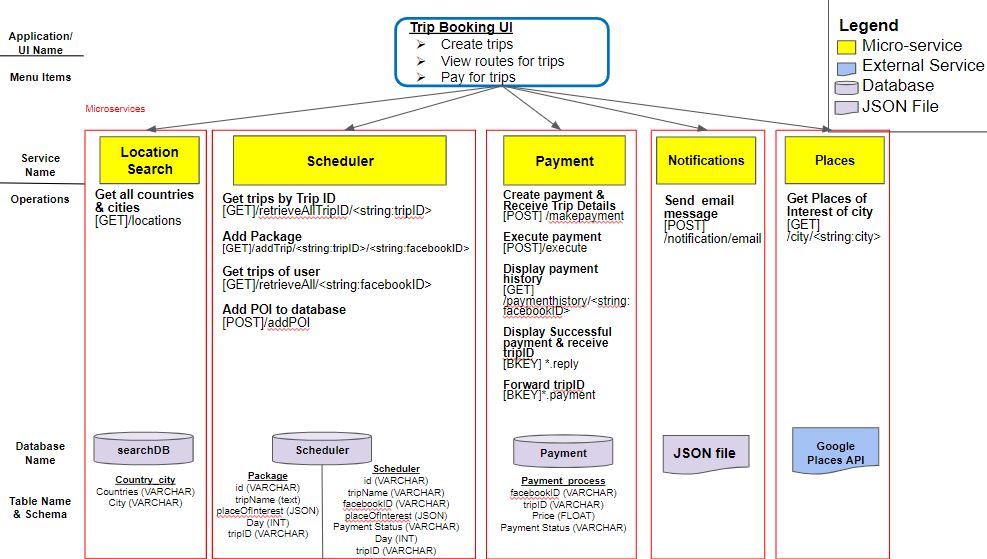 Application/
UI Name
Menu Items
Trip Booking UI
➢ Create trips
➢ View routes for trips
➢ Pay for trips
Legend
Micro-service
External Service
Database
JSON File
Microservices
Service
Name
Operations
Location
Search
Get all countries
& cities
[GET]/locations
Scheduler
Get trips by Trip ID
[GET]/retrieveAllTripID/<string:tripID>
Add Package
[GET]/addTrip/<string:tripID>/<string:facebookID>
Get trips of user
[GET]/retrieveAll/<string:facebookID>
Add POI to database
[POST]/addPOI
Payment
Create payment &
Receive Trip Details
[POST] /makepayment
Execute payment
[POST]/execute
Display payment
history
[GET]
/paymenthistory/<string:
facebookID>
Display Successful
payment & receive
tripID
[BKEY] *.reply
Forward tripID
[BKEY]*.payment
Notifications
Send email
message
[POST]
/notification/email
Places
Get Places of
Interest of city
[GET]
/city/<string:city>
Database
Name
Table Name
& Schema
searchDB
Country_city
Countries (VARCHAR)
City (VARCHAR)
Scheduler
Package
id (VARCHAR)
tripName (text)
placeOfInterest (JSON)
Day (INT)
tripID (VARCHAR)
Scheduler
id (VARCHAR)
tripName (VARCHAR)
facebookID (VARCHAR)
placeOfInterest (JSON)
Payment Status (VARCHAR)
Day (INT)
tripID (VARCHAR)
Payment
Payment_process
facebookID (VARCHAR)
tripID (VARCHAR)
Price (FLOAT)
Payment Status (VARCHAR)
JSON file
Google
Places API